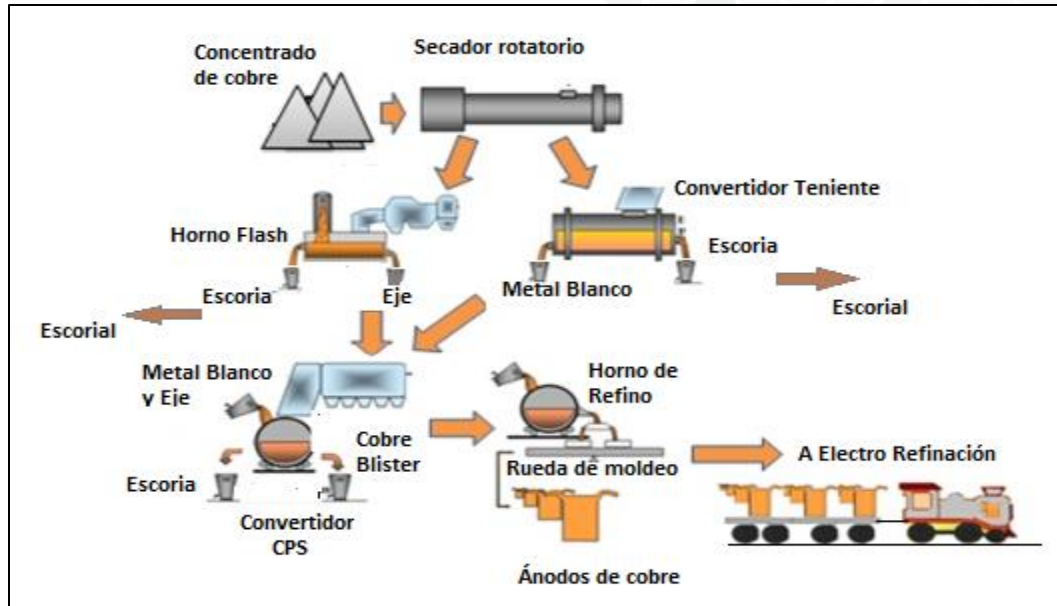 Concentrado
de cobre
Secador rotatorio
Horno Flash
Convertidor Teniente
Escoria
Eje
Metal Blanco
Escoria
Escorial
Escorial
Metal Blanco
y Eje
Horno de
Refino
Cobre
Blister
Escoria
Rueda de moldeo
A Electro Refinación
Convertidor
CPS
Ánodos de cobre